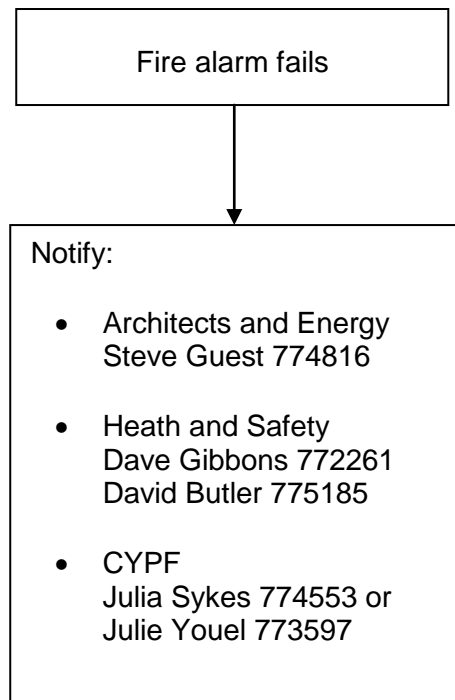 Fire alarm fails
Notify:
• Architects and Energy
Steve Guest 774816
• Heath and Safety
Dave Gibbons 772261
David Butler 775185
• CYPF
Julia Sykes 774553 or
Julie Youel 773597